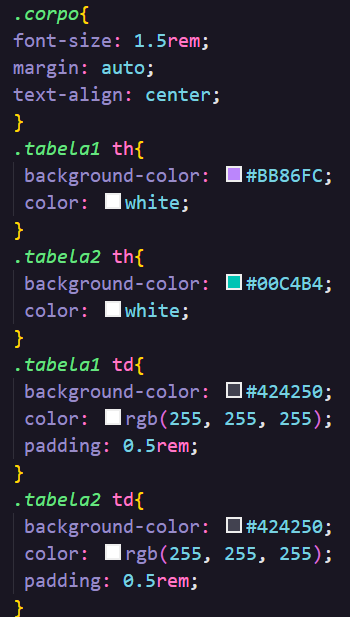 .corpo{
font-size: 1.5rem;
margin: auto;
text-align: center;
}
.tabela1 th{
background-color: #BB86FC;
color: white;
}
.tabela2 th{
background-color: #00C4B4;
color: white;
}
.tabela1 td{
background-color: #424250;
color: rgb(255, 255, 255);
padding: 0.5rem;
}
.tabela2 td{
background-color: #424250;
color: rgb(255, 255, 255);
padding: 0.5rem;
}